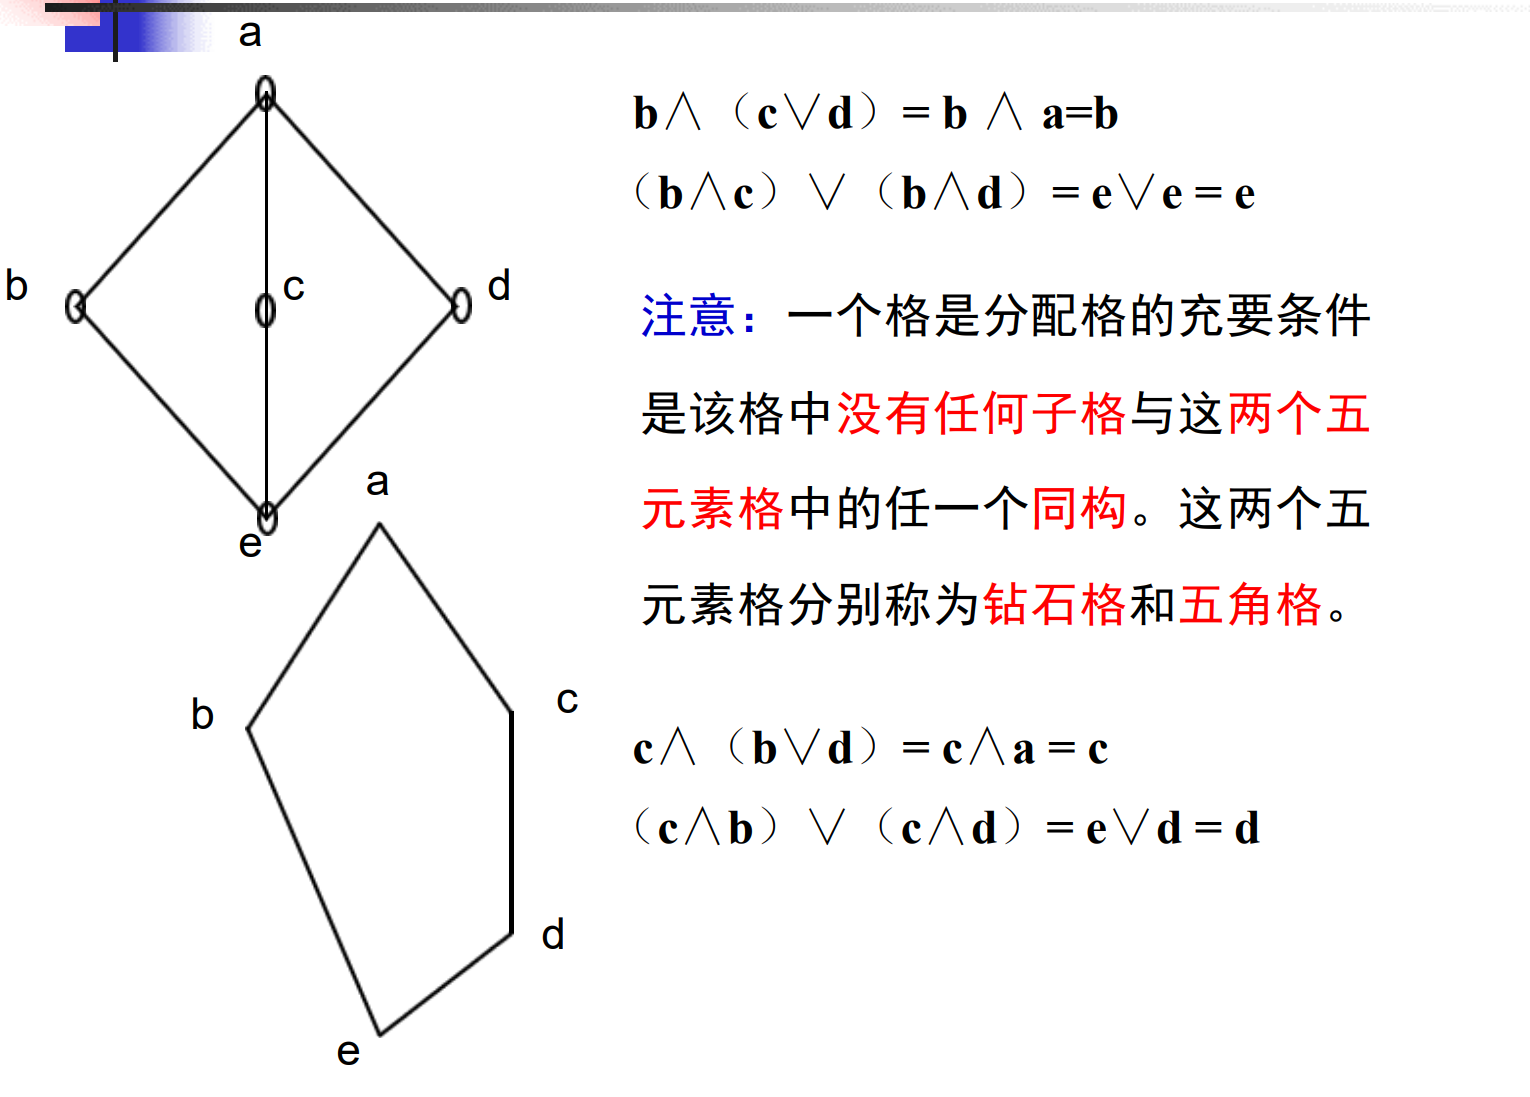 a
b∧（c∨d）= b ∧ a=b
（b∧c）∨（b∧d）= e∨e = e
b
c
d
注意：一个格是分配格的充要条件
是该格中没有任何子格与这两个五
元素格中的任一个同构。这两个五
元素格分别称为钻石格和五角格。
e
a
b
c
c∧（b∨d）= c∧a = c
（c∧b）∨（c∧d）= e∨d = d
d
e